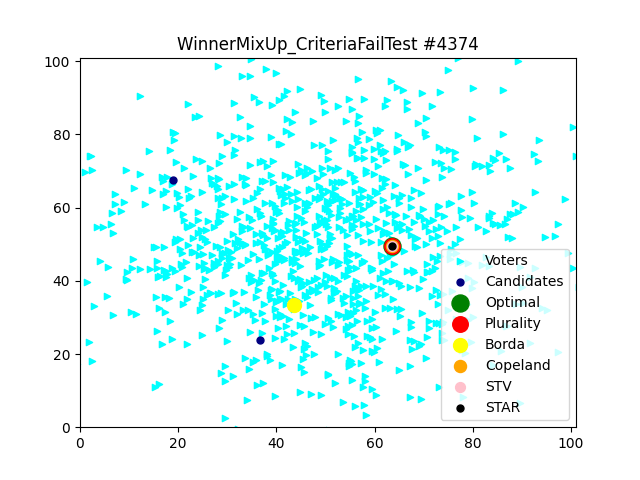 WinnerMixUp_CriteriaFailTest #4374
100
80
60
40
20
0
0 20 40 60 80 100
Voters
Candidates
Optimal
Plurality
Borda
Copeland
STV
STAR